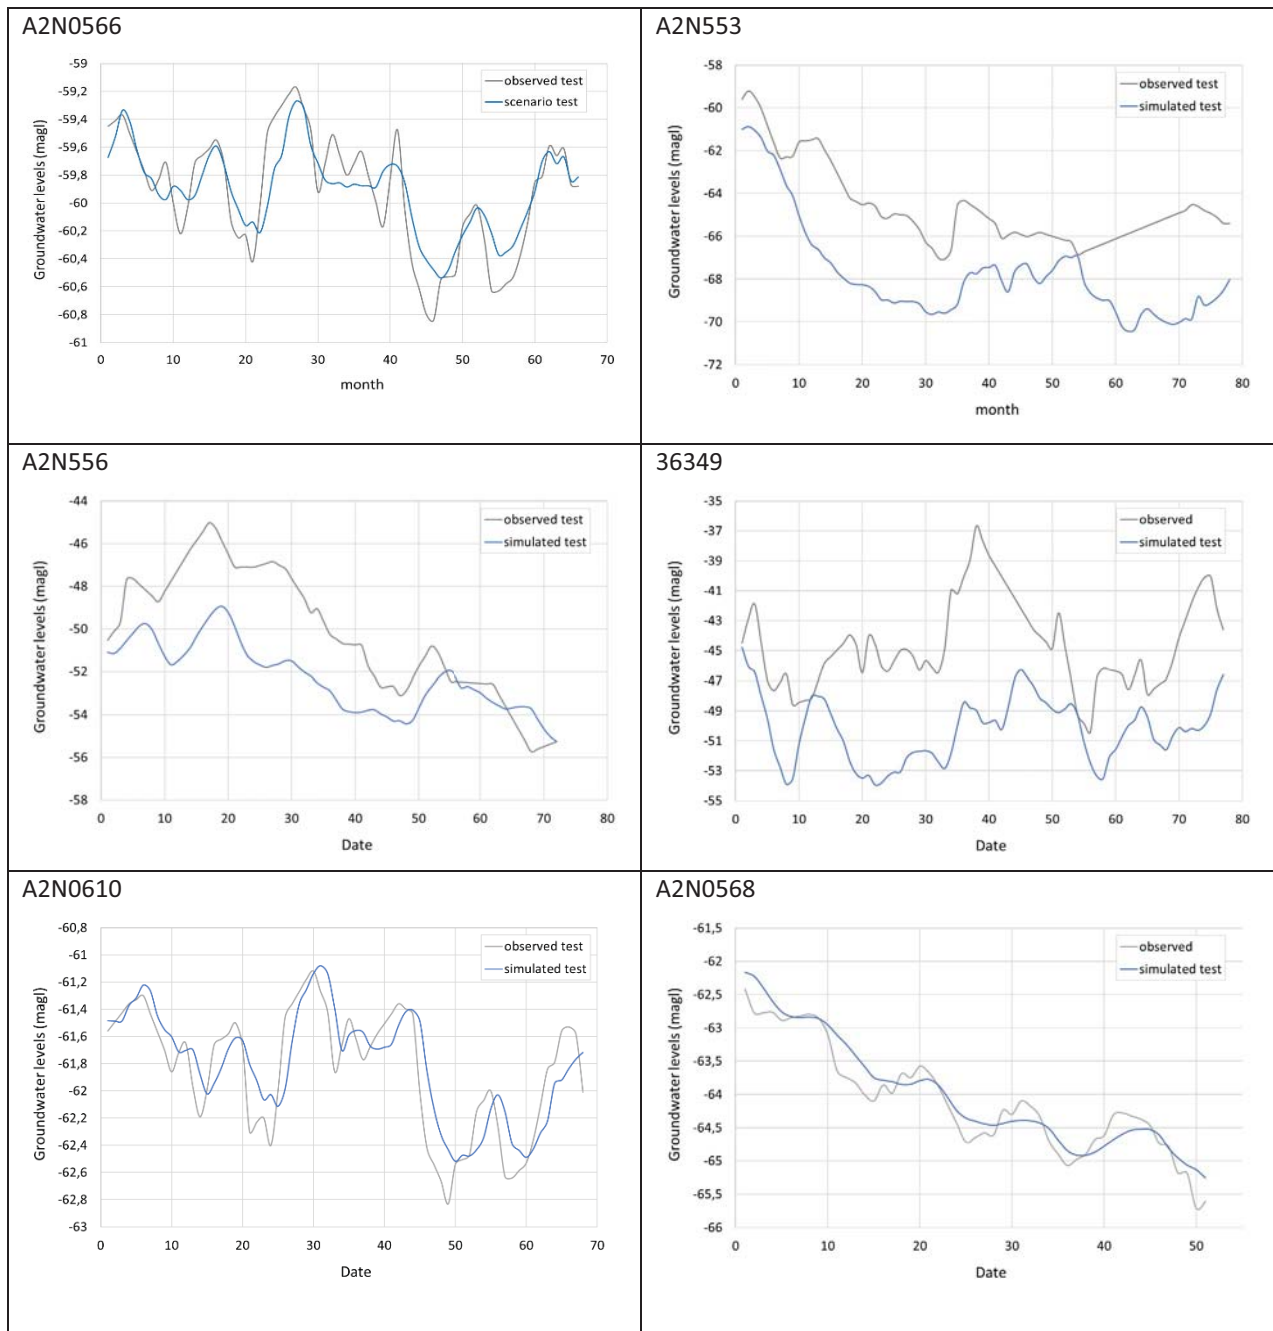 A2N0566
-59
-59,2
-59,4
-59,6
-59,8
-60
-60,2
-60,4
-60,6
-60,8
-61
Groundwater levels (magl)
observed test
scenario test
0 10 20 30 40 50 60 70
month
A2N553
-58
-60
-62
-64
-66
-68
-70
-72
Groundwater levels (magl)
observed test
simulated test
0 10 20 30 40 50 60 70 80
month
A2N556
-44
-46
-48
-50
-52
-54
-56
-58
Groundwater levels (magl)
observed test
simulated test
0 10 20 30 40 50 60 70 80
Date
36349
-35
-37
-39
-41
-43
-45
-47
-49
-51
-53
-55
Groundwater levels (magl)
observed
simulated test
0 10 20 30 40 50 60 70 80
Date
A2N0610
-60,8
-61
-61,2
-61,4
-61,6
-61,8
-62
-62,2
-62,4
-62,6
-62,8
-63
Groundwater levels (magl)
observed test
simulated test
0 10 20 30 40 50 60 70
Date
A2N0568
-61,5
-62
-62,5
-63
-63,5
-64
-64,5
-65
-65,5
-66
Groundwater levels (magl)
observed
simulated test
0 10 20 30 40 50
Date